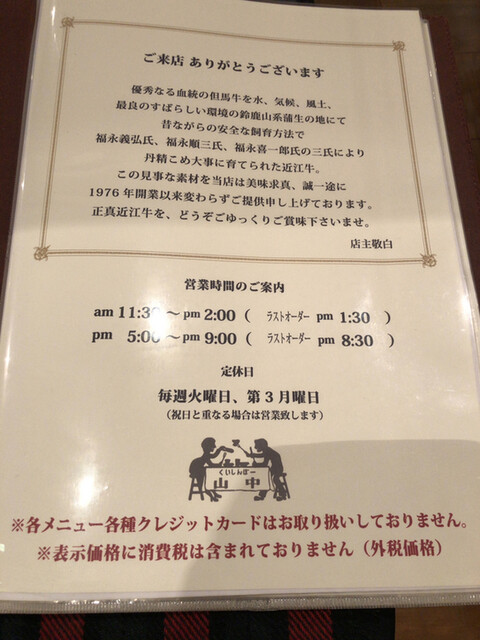 ご来店 ありがとうございます
優秀なる血統の但馬牛を水、気候、風土、
最良のすばらしい環境の鈴鹿山系蒲生の地にて
昔ながらの安全な飼育方法で
福永義弘氏、福永順三氏、福永喜一郎氏の三氏により
丹精こめ大事に育てられた近江牛。
この見事な素材を当店は美味求真、誠一途に
1976年開業以来変わらずご提供申し上げております。
正真近江牛を、どうぞごゆっくりご賞味下さいませ。
店主敬白
営業時間のご案内
am 11:30～pm 2:00（ ラストオーダー pm 1:30 ）
pm 5:00～pm 9:00（ ラストオーダー pm 8:30 ）
定休日
毎週火曜日、第３月曜日
（祝日と重なる場合は営業致します）
くいしんぼー
山中
※各メニュー各種クレジットカードはお取り扱いしておりません。
※表示価格に消費税は含まれておりません（外税価格）